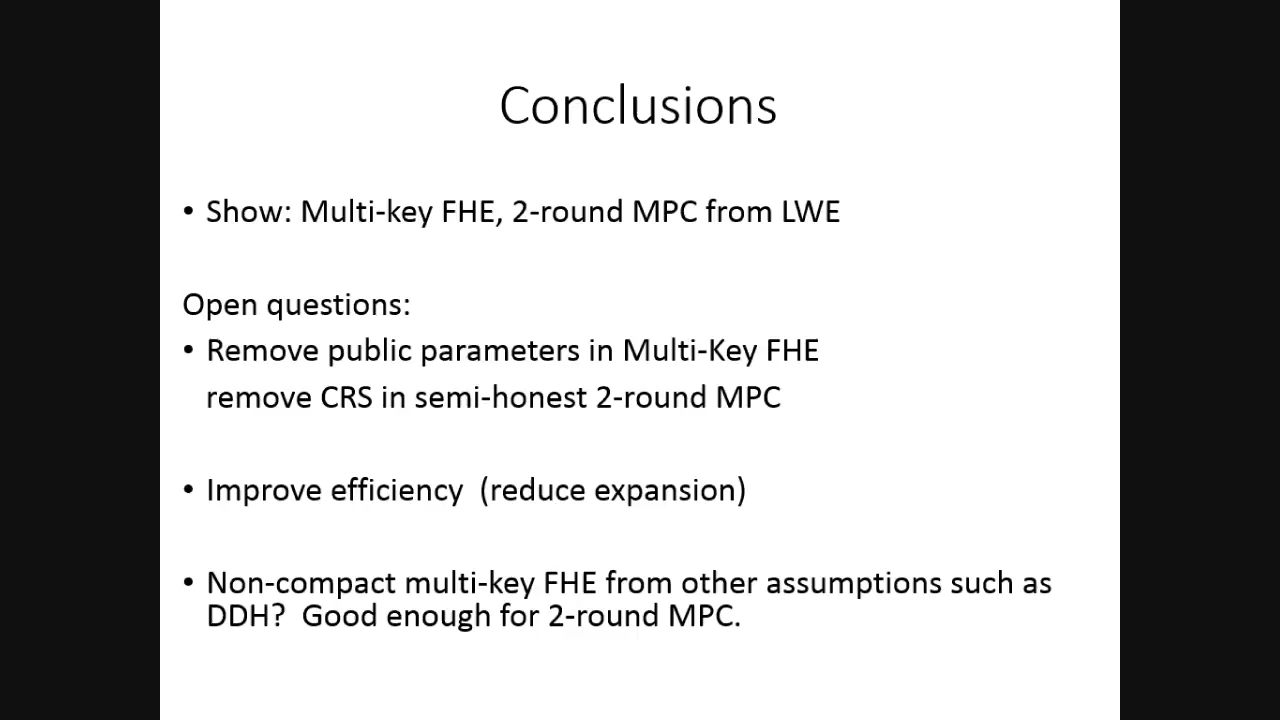 Conclusions
• Show: Multi-key FHE, 2-round MPC from LWE
Open questions:
• Remove public parameters in Multi-Key FHE
remove CRS in semi-honest 2-round MPC
• Improve efficiency  (reduce expansion)
• Non-compact multi-key FHE from other assumptions such as
DDH?  Good enough for 2-round MPC.